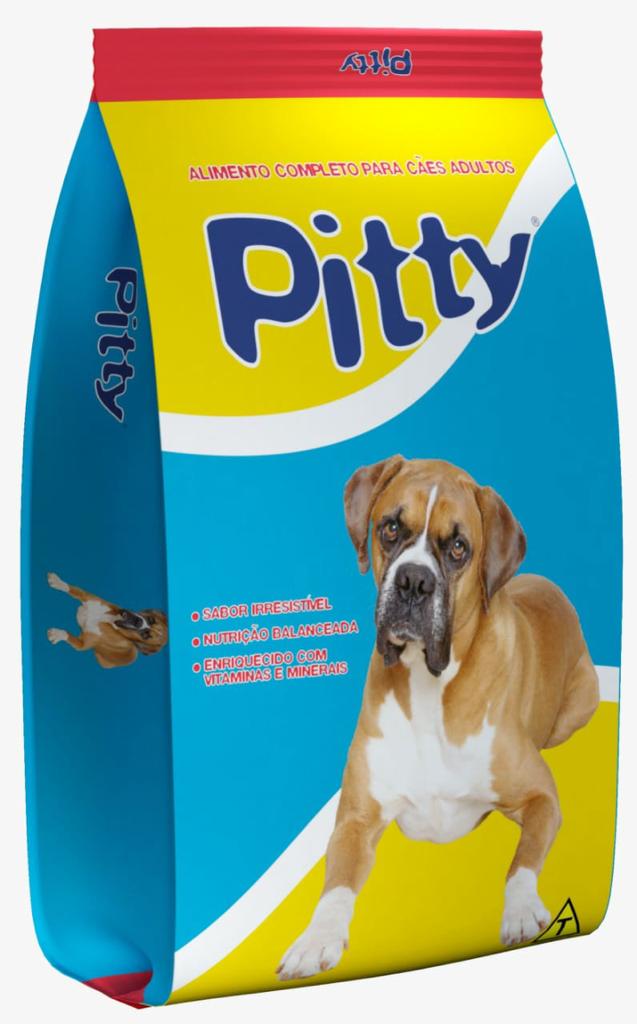 Pitty
ALIMENTO COMPLETO PARA CÃES ADULTOS
Pitty®
Pitty
• SABOR IRRESISTÍVEL
• NUTRIÇÃO BALANCEADA
• ENRIQUECIDO COM
VITAMINAS E MINERAIS
T